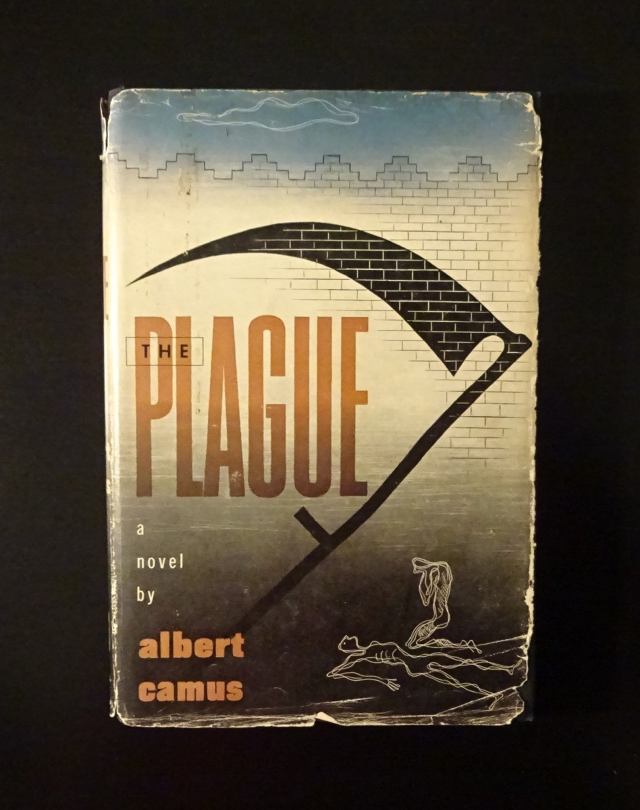 THE
PLAGUE
a
novel
by
albert
camus